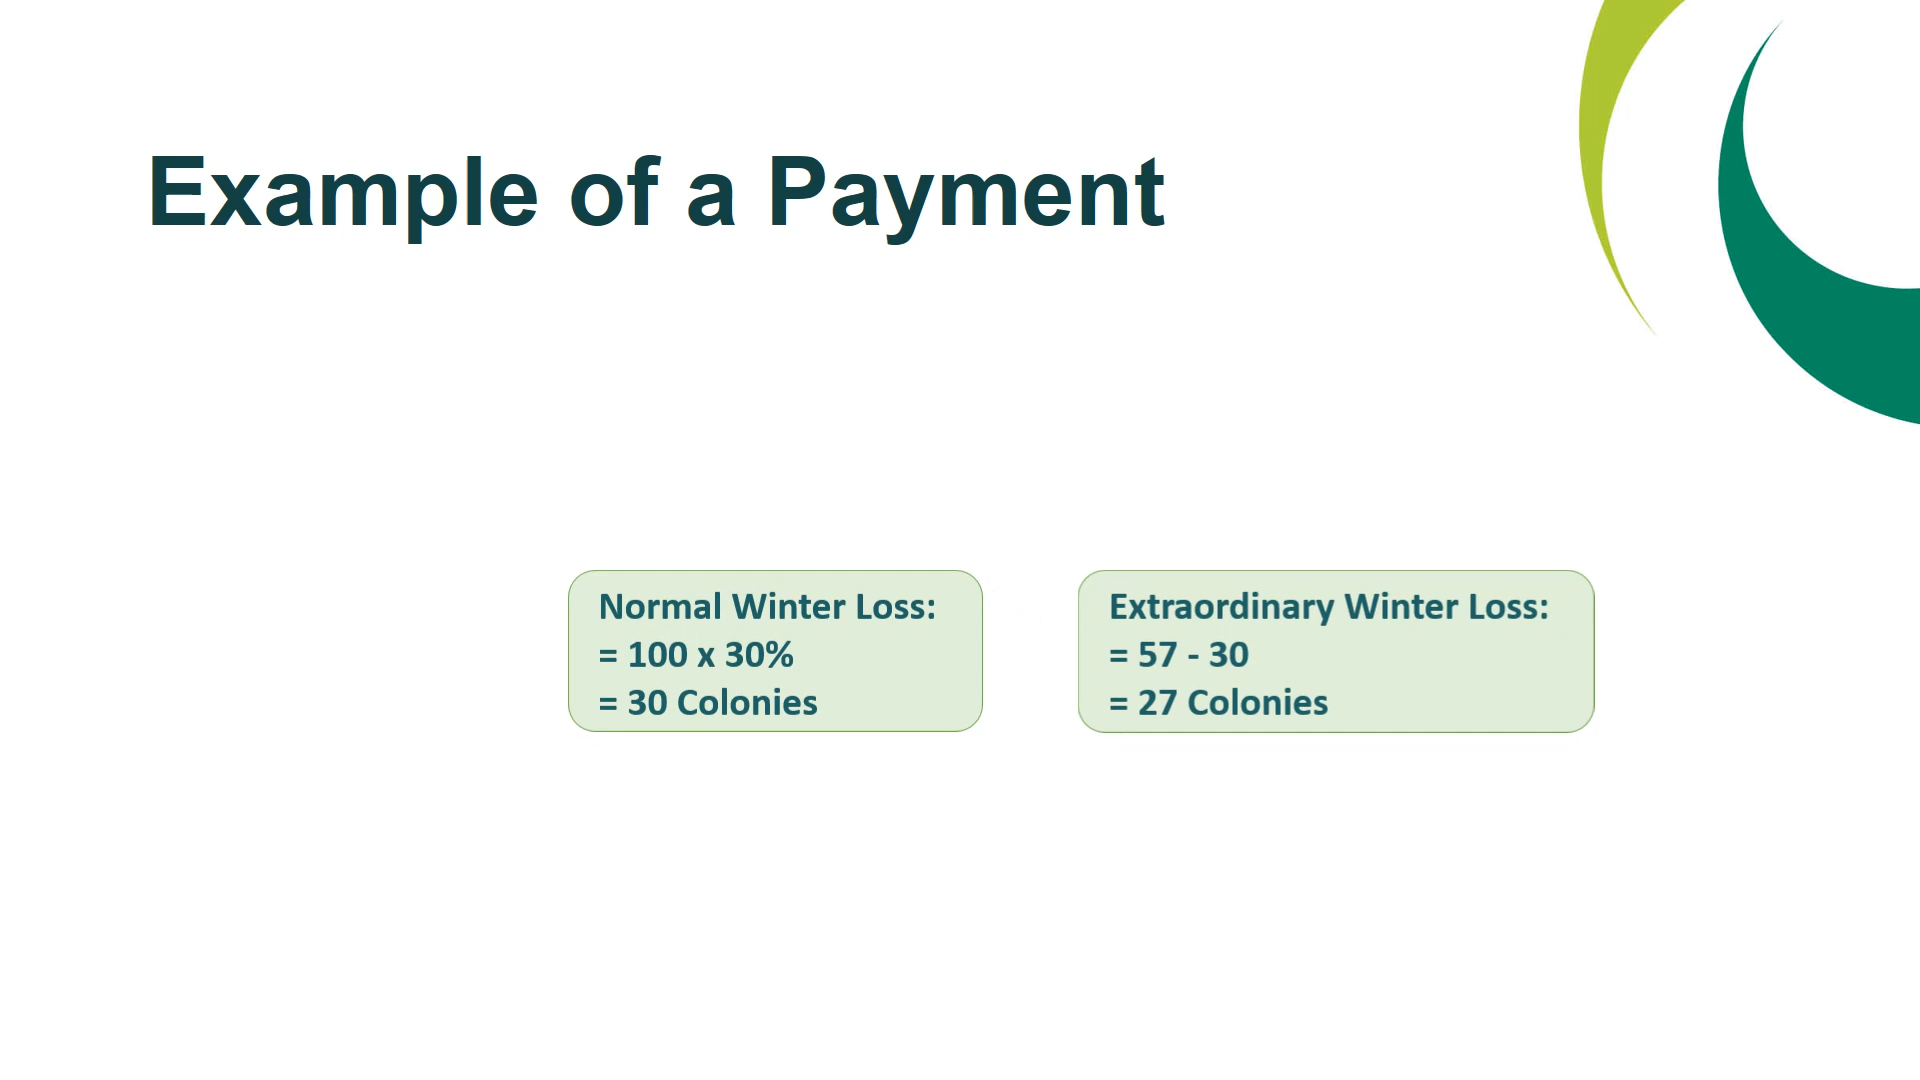 Example of a Payment
Normal Winter Loss:
= 100 x 30%
= 30 Colonies
Extraordinary Winter Loss:
= 57 - 30
= 27 Colonies